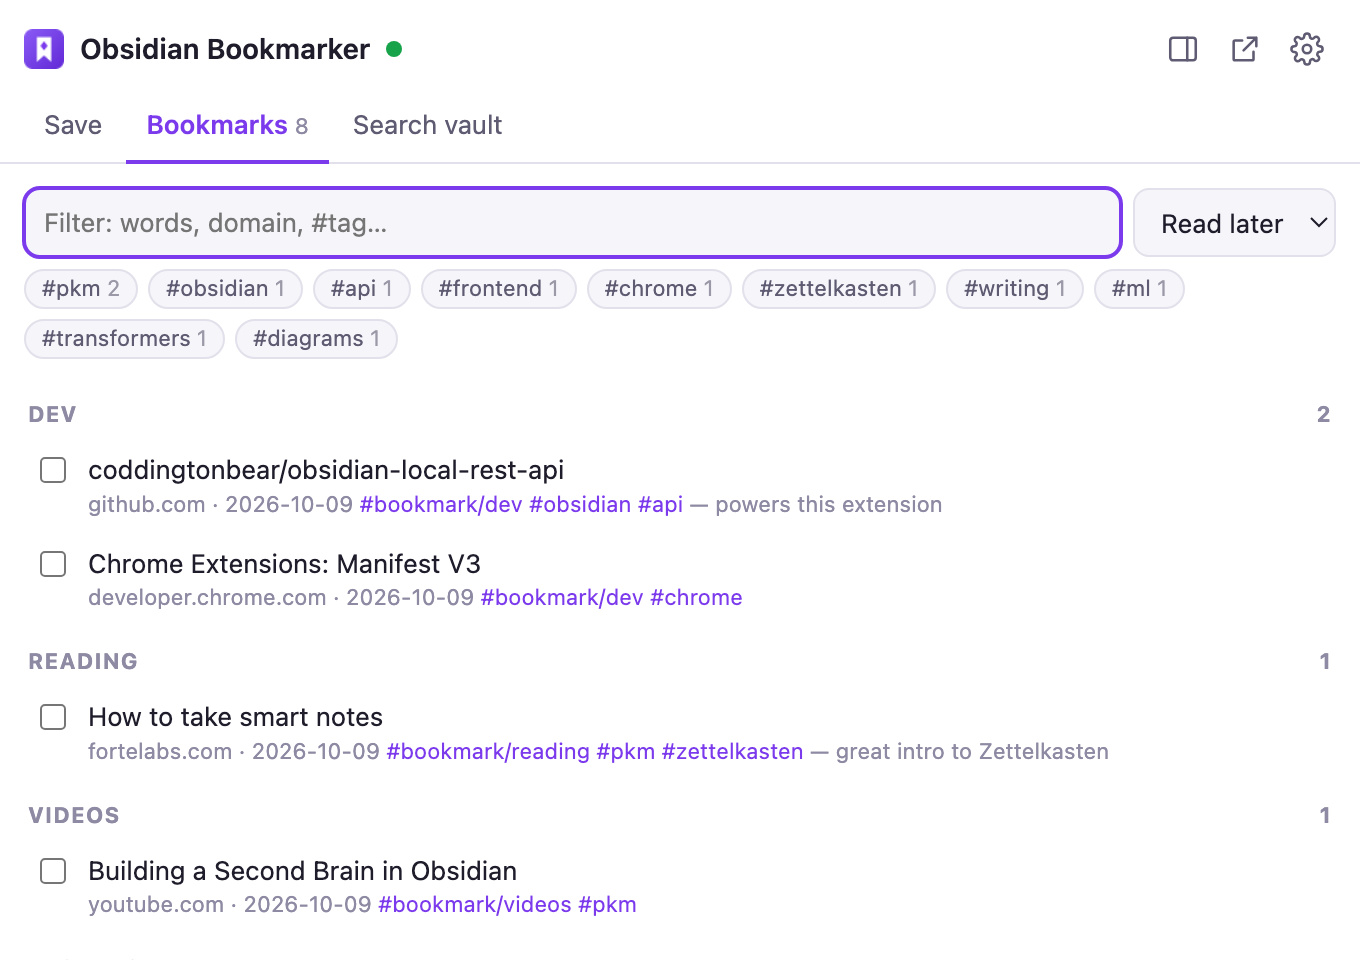 Obsidian Bookmarker
Save
Bookmarks 8
Search vault
Filter: words, domain, #tag...
Read later
#pkm 2
#obsidian 1
#api 1
#frontend 1
#chrome 1
#zettelkasten 1
#writing 1
#ml 1
#transformers 1
#diagrams 1
DEV 2
coddingtonbear/obsidian-local-rest-api
github.com · 2026-10-09 #bookmark/dev #obsidian #api — powers this extension
Chrome Extensions: Manifest V3
developer.chrome.com · 2026-10-09 #bookmark/dev #chrome
READING 1
How to take smart notes
fortelabs.com · 2026-10-09 #bookmark/reading #pkm #zettelkasten — great intro to Zettelkasten
VIDEOS 1
Building a Second Brain in Obsidian
youtube.com · 2026-10-09 #bookmark/videos #pkm